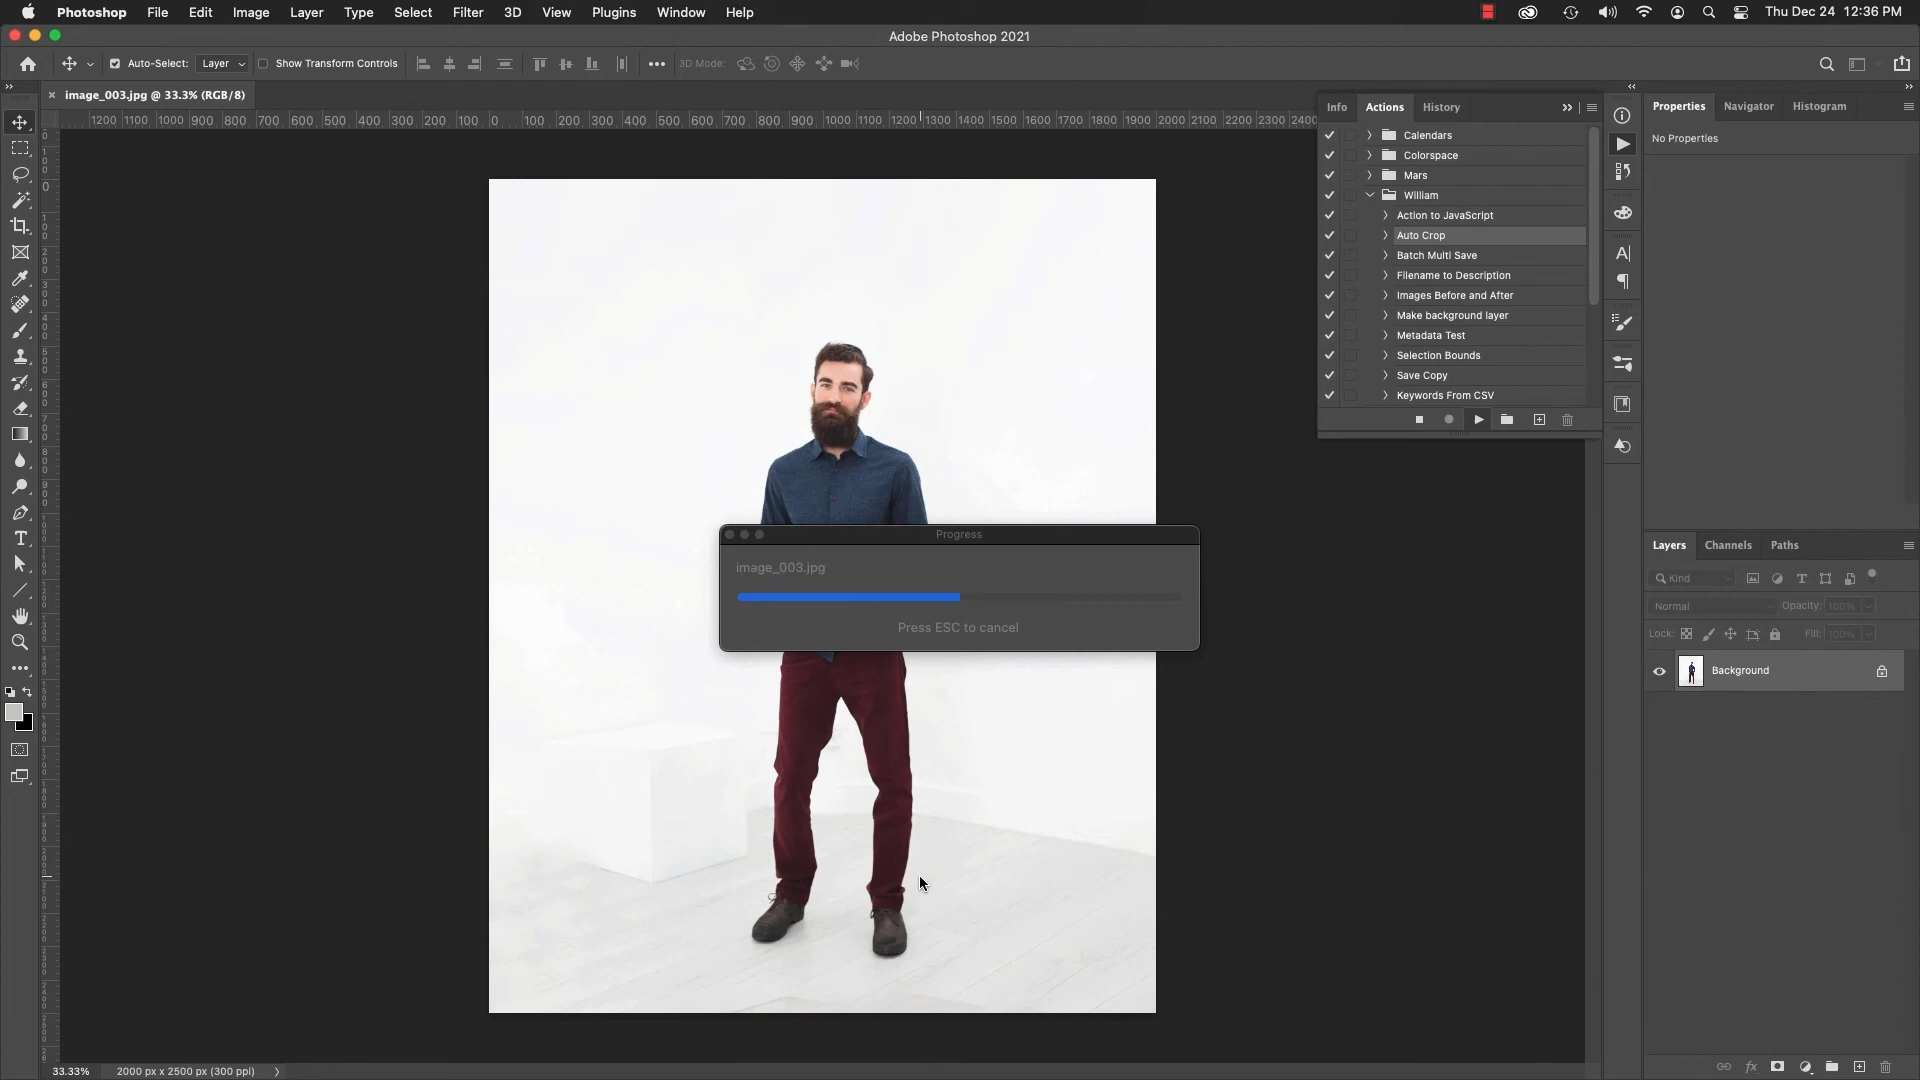 Photoshop File Edit Image Layer Type Select Filter 3D View Plugins Window Help Thu Dec 24 12:36 PM
Adobe Photoshop 2021
Auto-Select: Layer Show Transform Controls 3D Mode:
image_003.jpg @ 33.3% (RGB/8)
1200 1100 1000 900 800 700 600 500 400 300 200 100 0 100 200 300 400 500 600 700 800 900 1000 1100 1200 1300 1400 1500 1600 1700 1800 1900 2000 2100 2200 2300 2400
Info Actions History
Calendars
Colorspace
Mars
William
Action to JavaScript
Auto Crop
Batch Multi Save
Filename to Description
Images Before and After
Make background layer
Metadata Test
Selection Bounds
Save Copy
Keywords From CSV
Properties Navigator Histogram
No Properties
Progress
image_003.jpg
Press ESC to cancel
Layers Channels Paths
Kind
Normal Opacity: 100%
Lock: Fill: 100%
Background
fx
33.33% 2000 px x 2500 px (300 ppi)